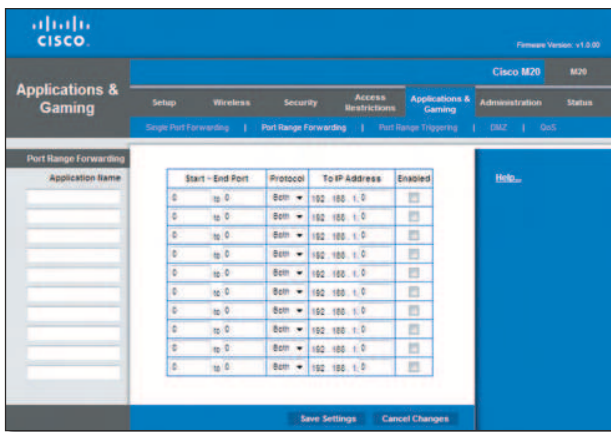 CISCO.
Firmware Version: v1.0.00
Applications & Gaming
Cisco M20 M20
Setup Wireless Security Access Restrictions Applications & Gaming Administration Status
Single Port Forwarding | Port Range Forwarding | Port Range Triggering | DMZ | QoS
Port Range Forwarding
Application Name
Start ~ End Port Protocol To IP Address Enabled
0 to 0 Both 192 . 168 . 1. 0
0 to 0 Both 192 . 168 . 1. 0
0 to 0 Both 192 . 168 . 1. 0
0 to 0 Both 192 . 168 . 1. 0
0 to 0 Both 192 . 168 . 1. 0
0 to 0 Both 192 . 168 . 1. 0
0 to 0 Both 192 . 168 . 1. 0
0 to 0 Both 192 . 168 . 1. 0
0 to 0 Both 192 . 168 . 1. 0
0 to 0 Both 192 . 168 . 1. 0
Help...
Save Settings Cancel Changes